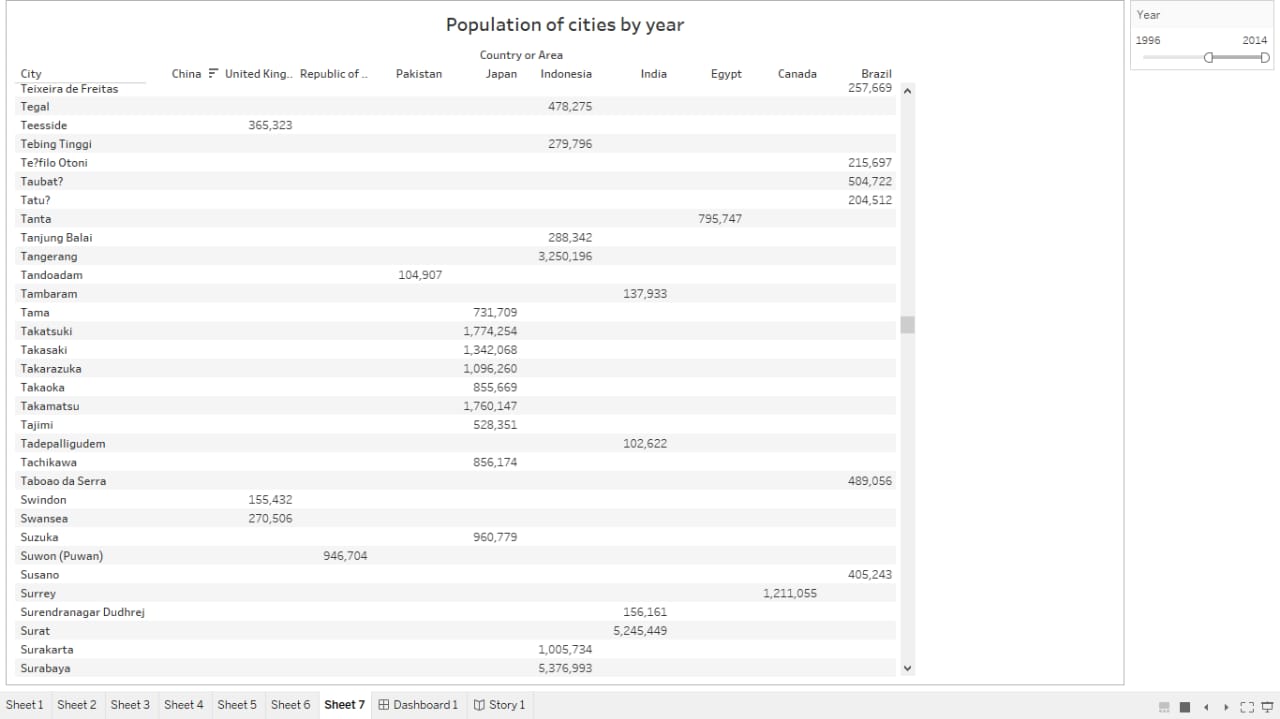 Population of cities by year
Country or Area
City China United King.. Republic of .. Pakistan Japan Indonesia India Egypt Canada Brazil
Teixeira de Freitas 257,669
Tegal 478,275
Teesside 365,323
Tebing Tinggi 279,796
Te?filo Otoni 215,697
Taubat? 504,722
Tatu? 204,512
Tanta 795,747
Tanjung Balai 288,342
Tangerang 3,250,196
Tandoadam 104,907
Tambaram 137,933
Tama 731,709
Takatsuki 1,774,254
Takasaki 1,342,068
Takarazuka 1,096,260
Takaoka 855,669
Takamatsu 1,760,147
Tajimi 528,351
Tadepalligudem 102,622
Tachikawa 856,174
Taboao da Serra 489,056
Swindon 155,432
Swansea 270,506
Suzuka 960,779
Suwon (Puwan) 946,704
Susano 405,243
Surrey 1,211,055
Surendranagar Dudhrej 156,161
Surat 5,245,449
Surakarta 1,005,734
Surabaya 5,376,993
Year
1996 2014
Sheet 1 Sheet 2 Sheet 3 Sheet 4 Sheet 5 Sheet 6 Sheet 7 Dashboard 1 Story 1